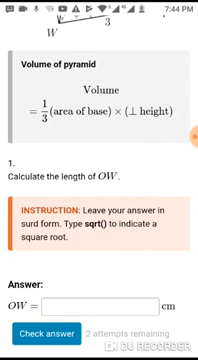 7:44 PM
W
3
Volume of pyramid
Volume
= 1/3 (area of base) × (⊥ height)
1.
Calculate the length of OW.
INSTRUCTION: Leave your answer in
surd form. Type sqrt() to indicate a
square root.
Answer:
OW = cm
Check answer 2 attempts remaining
DU RECORDER